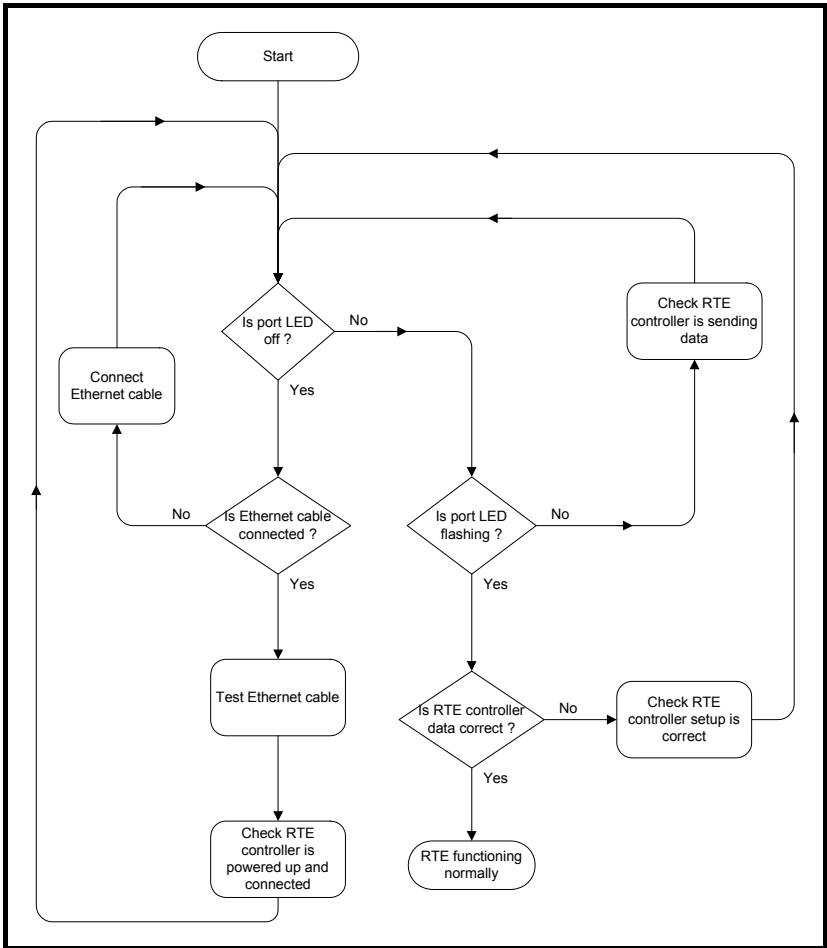 Start
Is port LED
off ?
No
Yes
Check RTE
controller is sending
data
Connect
Ethernet cable
Is Ethernet cable
connected ?
No
Yes
Is port LED
flashing ?
No
Yes
Test Ethernet cable
Is RTE controller
data correct ?
No
Yes
Check RTE
controller setup is
correct
Check RTE
controller is
powered up and
connected
RTE functioning
normally